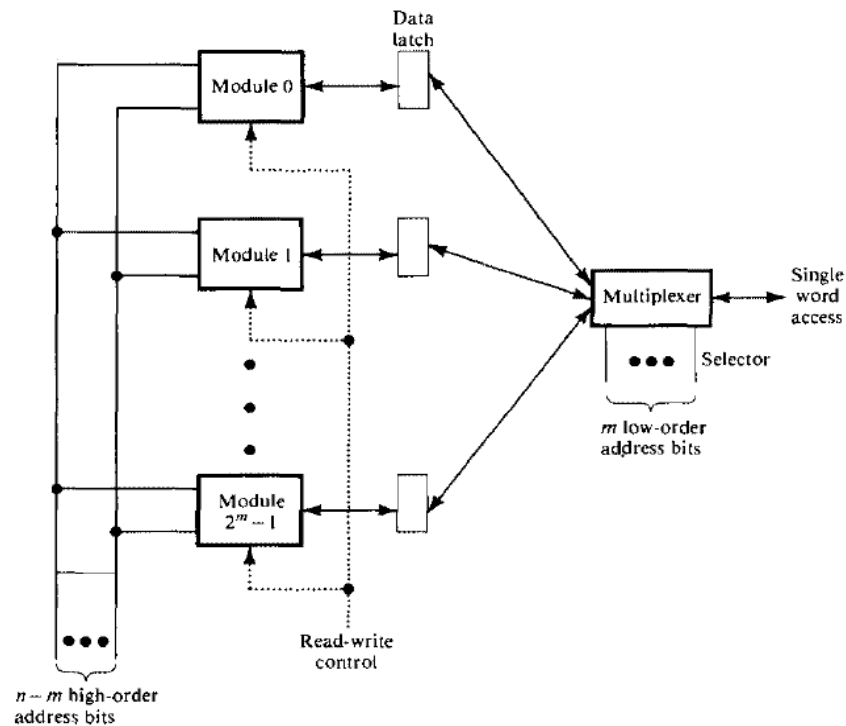 Data
latch
Module 0
Module 1
Multiplexer
Single
word
access
Selector
m low-order
address bits
Module
2^m − 1
Read-write
control
n − m high-order
address bits